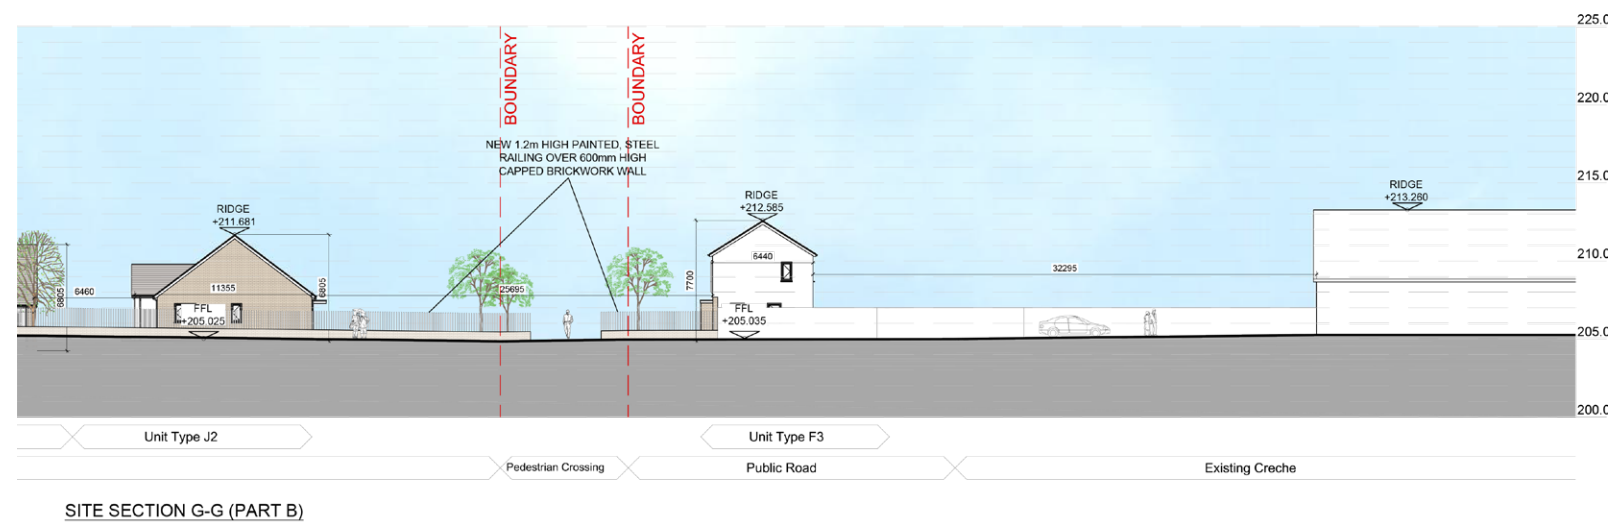 225.0
220.0
215.0
210.0
205.0
200.0
BOUNDARY
BOUNDARY
NEW 1.2m HIGH PAINTED, STEEL
RAILING OVER 600mm HIGH
CAPPED BRICKWORK WALL
RIDGE
+211.681
RIDGE
+212.585
RIDGE
+213.260
6805
6460
11355
6805
25695
7700
6440
32295
FFL
+205.025
FFL
+205.035
Unit Type J2
Unit Type F3
Pedestrian Crossing
Public Road
Existing Creche
SITE SECTION G-G (PART B)